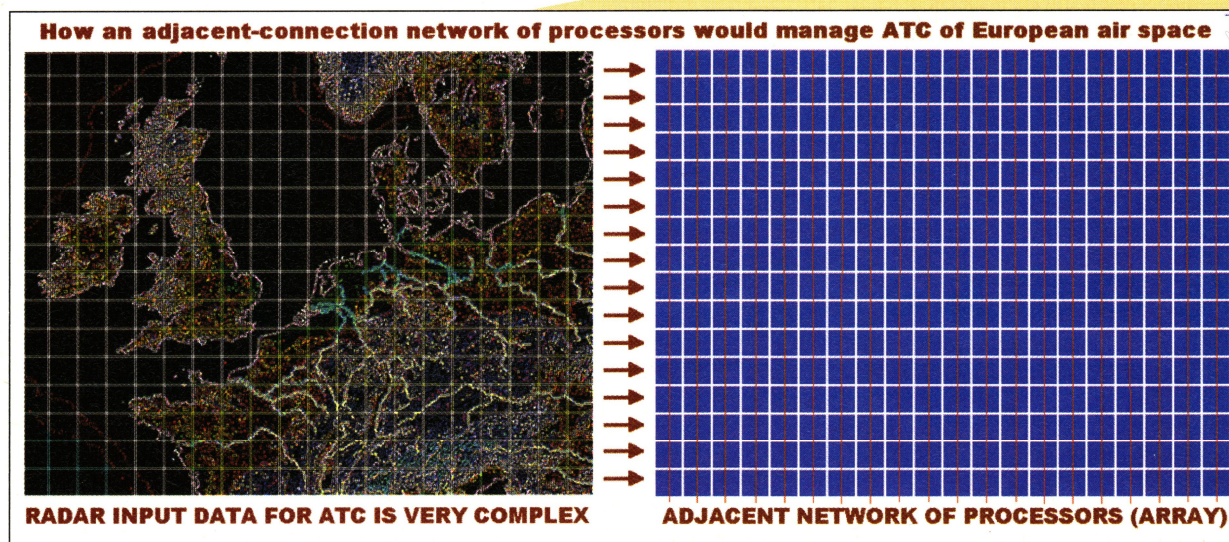 How an adjacent-connection network of processors would manage ATC of European air space
RADAR INPUT DATA FOR ATC IS VERY COMPLEX
ADJACENT NETWORK OF PROCESSORS (ARRAY)